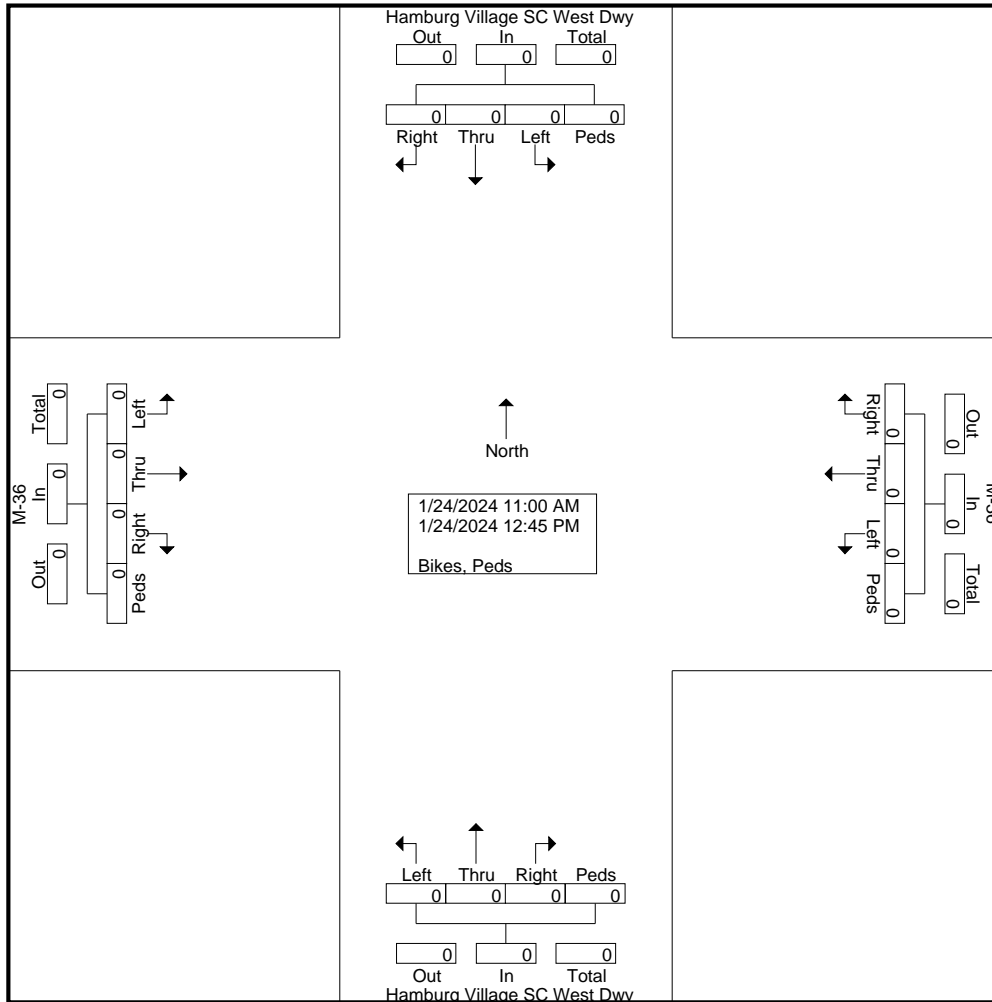 Hamburg Village SC West Dwy
Out In Total
0 0 0
0 0 0 0
Right Thru Left Peds
M-36
Total In Out
0 0 0
0 0 0 0
Left Thru Right Peds
North
1/24/2024 11:00 AM
1/24/2024 12:45 PM
Bikes, Peds
Right Thru Left Peds
0 0 0 0
Out In Total
0 0 0
M-36
Left Thru Right Peds
0 0 0 0
0 0 0
Out In Total
Hamburg Village SC West Dwy